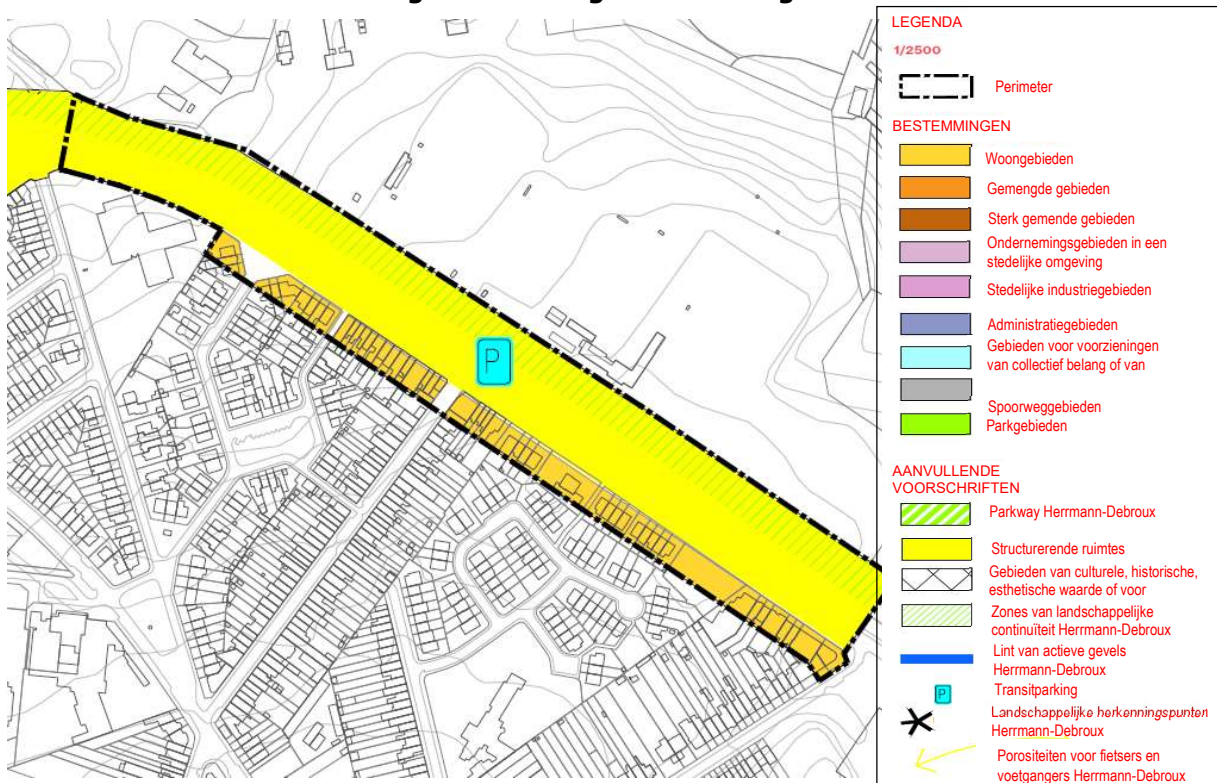 P
LEGENDA
1/2500
Perimeter
BESTEMMINGEN
Woongebieden
Gemengde gebieden
Sterk gemende gebieden
Ondernemingsgebieden in een
stedelijke omgeving
Stedelijke industriegebieden
Administratiegebieden
Gebieden voor voorzieningen
van collectief belang of van
Spoorweggebieden
Parkgebieden
AANVULLENDE
VOORSCHRIFTEN
Parkway Herrmann-Debroux
Structurerende ruimtes
Gebieden van culturele, historische,
esthetische waarde of voor
Zones van landschappelijke
continuïteit Herrmann-Debroux
Lint van actieve gevels
Herrmann-Debroux
P
Transitparking
Landschappelijke herkenningspunten
Herrmann-Debroux
Porositeiten voor fietsers en
voetgangers Herrmann-Debroux